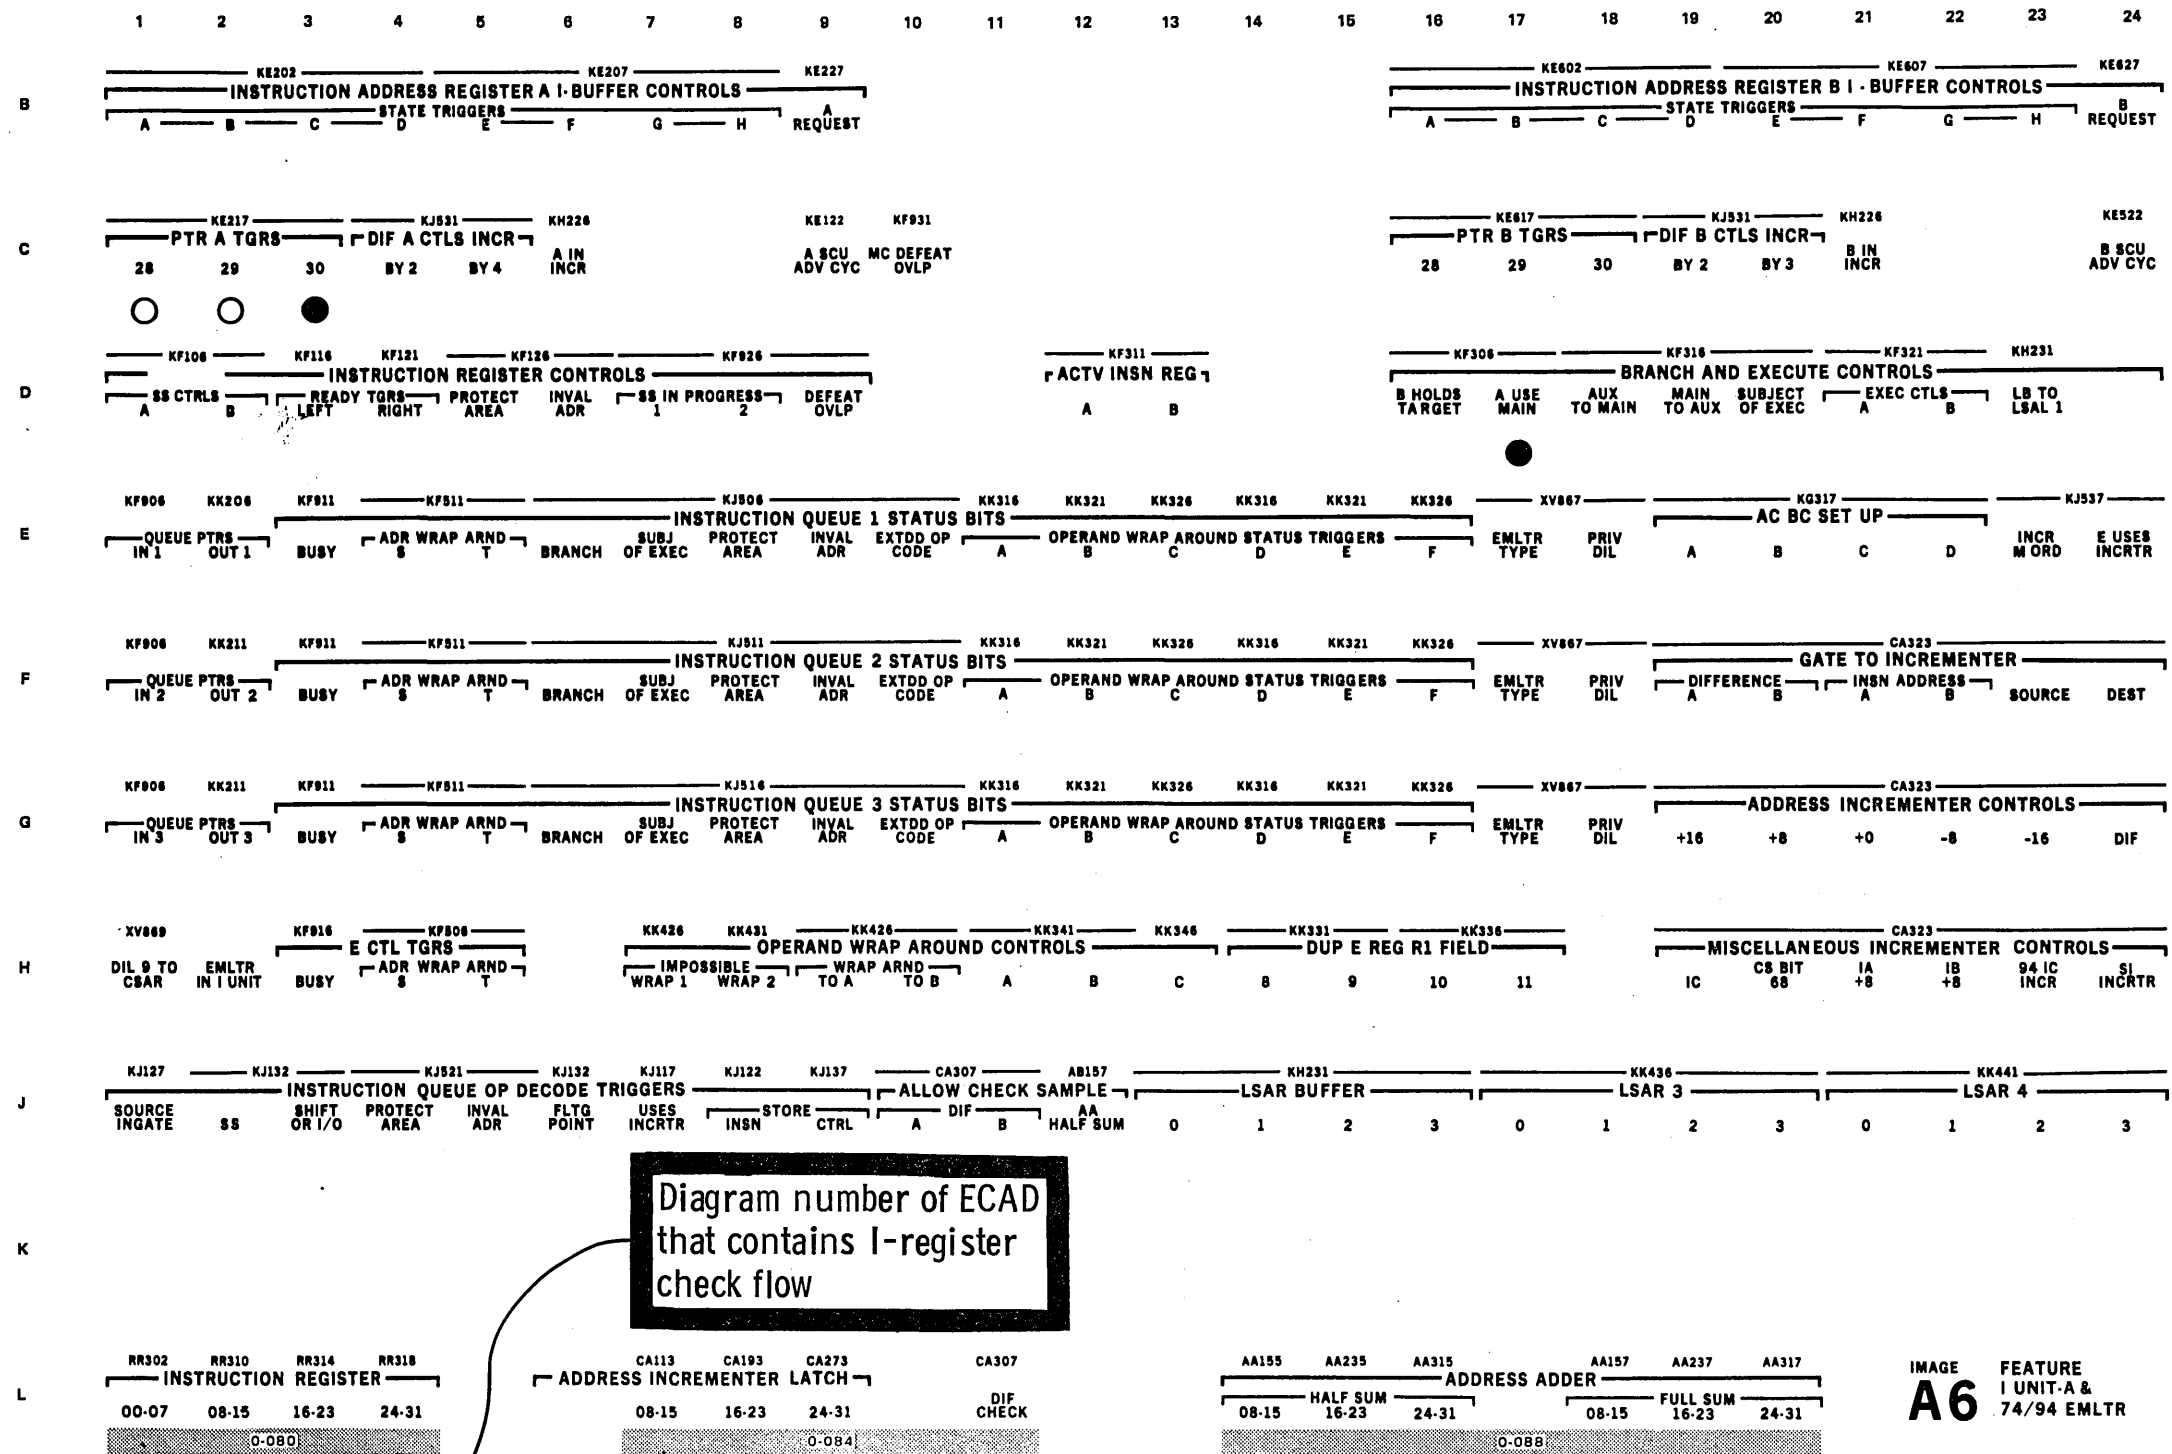 1 2 3 4 5 6 7 8 9 10 11 12 13 14 15 16 17 18 19 20 21 22 23 24
KE202 KE207 KE227 KE602 KE607 KE627
B INSTRUCTION ADDRESS REGISTER A I-BUFFER CONTROLS INSTRUCTION ADDRESS REGISTER B I-BUFFER CONTROLS
STATE TRIGGERS A STATE TRIGGERS B
A B C D E F G H REQUEST A B C D E F G H REQUEST
KE217 KJ531 KH226 KE122 KF931 KE617 KJ531 KH226 KE522
PTR A TGRS DIF A CTLS INCR PTR B TGRS DIF B CTLS INCR
C A IN A SCU MC DEFEAT B IN B SCU
28 29 30 BY 2 BY 4 INCR ADV CYC OVLP 28 29 30 BY 2 BY 3 INCR ADV CYC
KF106 KF116 KF121 KF126 KF926 KF311 KF306 KF316 KF321 KH231
INSTRUCTION REGISTER CONTROLS ACTV INSN REG BRANCH AND EXECUTE CONTROLS
D SS CTRLS READY TGRS PROTECT INVAL SS IN PROGRESS DEFEAT B HOLDS A USE AUX MAIN SUBJECT EXEC CTLS LB TO
A B LEFT RIGHT AREA ADR 1 2 OVLP A B TARGET MAIN TO MAIN TO AUX OF EXEC A B LSAL 1
KF906 KK206 KF911 KF511 KJ506 KK316 KK321 KK326 KK316 KK321 KK326 XV867 KG317 KJ537
INSTRUCTION QUEUE 1 STATUS BITS AC BC SET UP
E QUEUE PTRS ADR WRAP ARND SUBJ PROTECT INVAL EXTDD OP OPERAND WRAP AROUND STATUS TRIGGERS EMLTR PRIV INCR E USES
IN 1 OUT 1 BUSY S T BRANCH OF EXEC AREA ADR CODE A B C D E F TYPE DIL A B C D M ORD INCRTR
KF906 KK211 KF911 KF511 KJ511 KK316 KK321 KK326 KK316 KK321 KK326 XV867 CA323
INSTRUCTION QUEUE 2 STATUS BITS GATE TO INCREMENTER
F QUEUE PTRS ADR WRAP ARND SUBJ PROTECT INVAL EXTDD OP OPERAND WRAP AROUND STATUS TRIGGERS EMLTR PRIV DIFFERENCE INSN ADDRESS
IN 2 OUT 2 BUSY S T BRANCH OF EXEC AREA ADR CODE A B C D E F TYPE DIL A B A B SOURCE DEST
KF906 KK211 KF911 KF511 KJ516 KK316 KK321 KK326 KK316 KK321 KK326 XV867 CA323
INSTRUCTION QUEUE 3 STATUS BITS ADDRESS INCREMENTER CONTROLS
G QUEUE PTRS ADR WRAP ARND SUBJ PROTECT INVAL EXTDD OP OPERAND WRAP AROUND STATUS TRIGGERS EMLTR PRIV
IN 3 OUT 3 BUSY S T BRANCH OF EXEC AREA ADR CODE A B C D E F TYPE DIL +16 +8 +0 -8 -16 DIF
XV869 KF916 KF506 KK426 KK431 KK426 KK341 KK346 KK331 KK336 CA323
E CTL TGRS OPERAND WRAP AROUND CONTROLS DUP E REG R1 FIELD MISCELLANEOUS INCREMENTER CONTROLS
H DIL 9 TO EMLTR ADR WRAP ARND IMPOSSIBLE WRAP ARND CS BIT IA IB 94 IC SI
CSAR IN I UNIT BUSY S T WRAP 1 WRAP 2 TO A TO B A B C 8 9 10 11 IC 68 +8 +8 INCR INCRTR
KJ127 KJ132 KJ521 KJ132 KJ117 KJ122 KJ137 CA307 AB157 KH231 KK436 KK441
INSTRUCTION QUEUE OP DECODE TRIGGERS ALLOW CHECK SAMPLE LSAR BUFFER LSAR 3 LSAR 4
J SOURCE SHIFT PROTECT INVAL FLTG USES STORE DIF AA
INGATE SS OR I/O AREA ADR POINT INCRTR INSN CTRL A B HALF SUM 0 1 2 3 0 1 2 3 0 1 2 3
Diagram number of ECAD
that contains I-register
check flow
K
RR302 RR310 RR314 RR318 CA113 CA193 CA273 CA307 AA155 AA235 AA315 AA157 AA237 AA317
INSTRUCTION REGISTER ADDRESS INCREMENTER LATCH ADDRESS ADDER
L DIF HALF SUM FULL SUM
00-07 08-15 16-23 24-31 08-15 16-23 24-31 CHECK 08-15 16-23 24-31 08-15 16-23 24-31
0-080 0-084 0-088
IMAGE
A6
FEATURE
I UNIT-A &
74/94 EMLTR